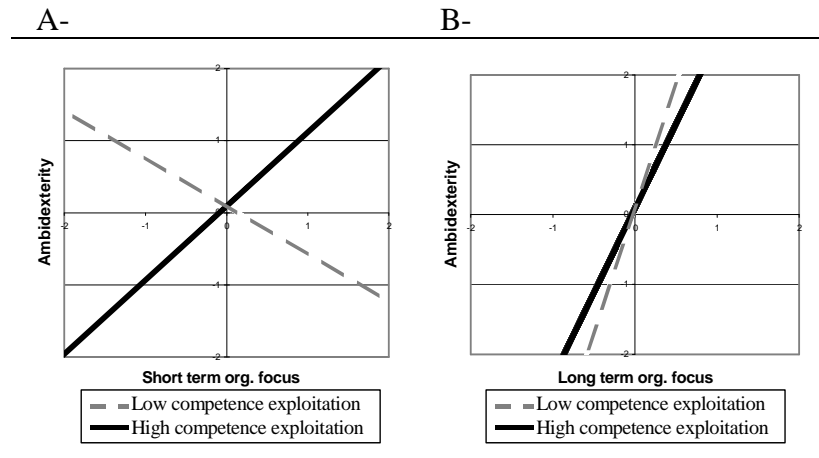 A-
B-
2
1
0
-2
-1
0
1
2
-1
-2
Ambidexterity
Short term org. focus
Low competence exploitation
High competence exploitation
2
1
0
-2
-1
0
1
2
-1
-2
Ambidexterity
Long term org. focus
Low competence exploitation
High competence exploitation